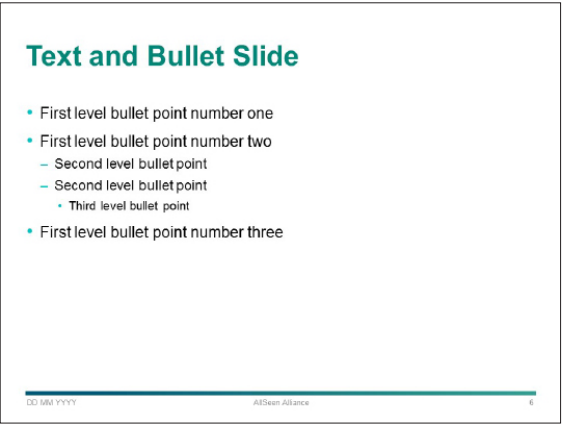 Text and Bullet Slide
• First level bullet point number one
• First level bullet point number two
– Second level bullet point
– Second level bullet point
• Third level bullet point
• First level bullet point number three
DD MM YYYY AllSeen Alliance 6